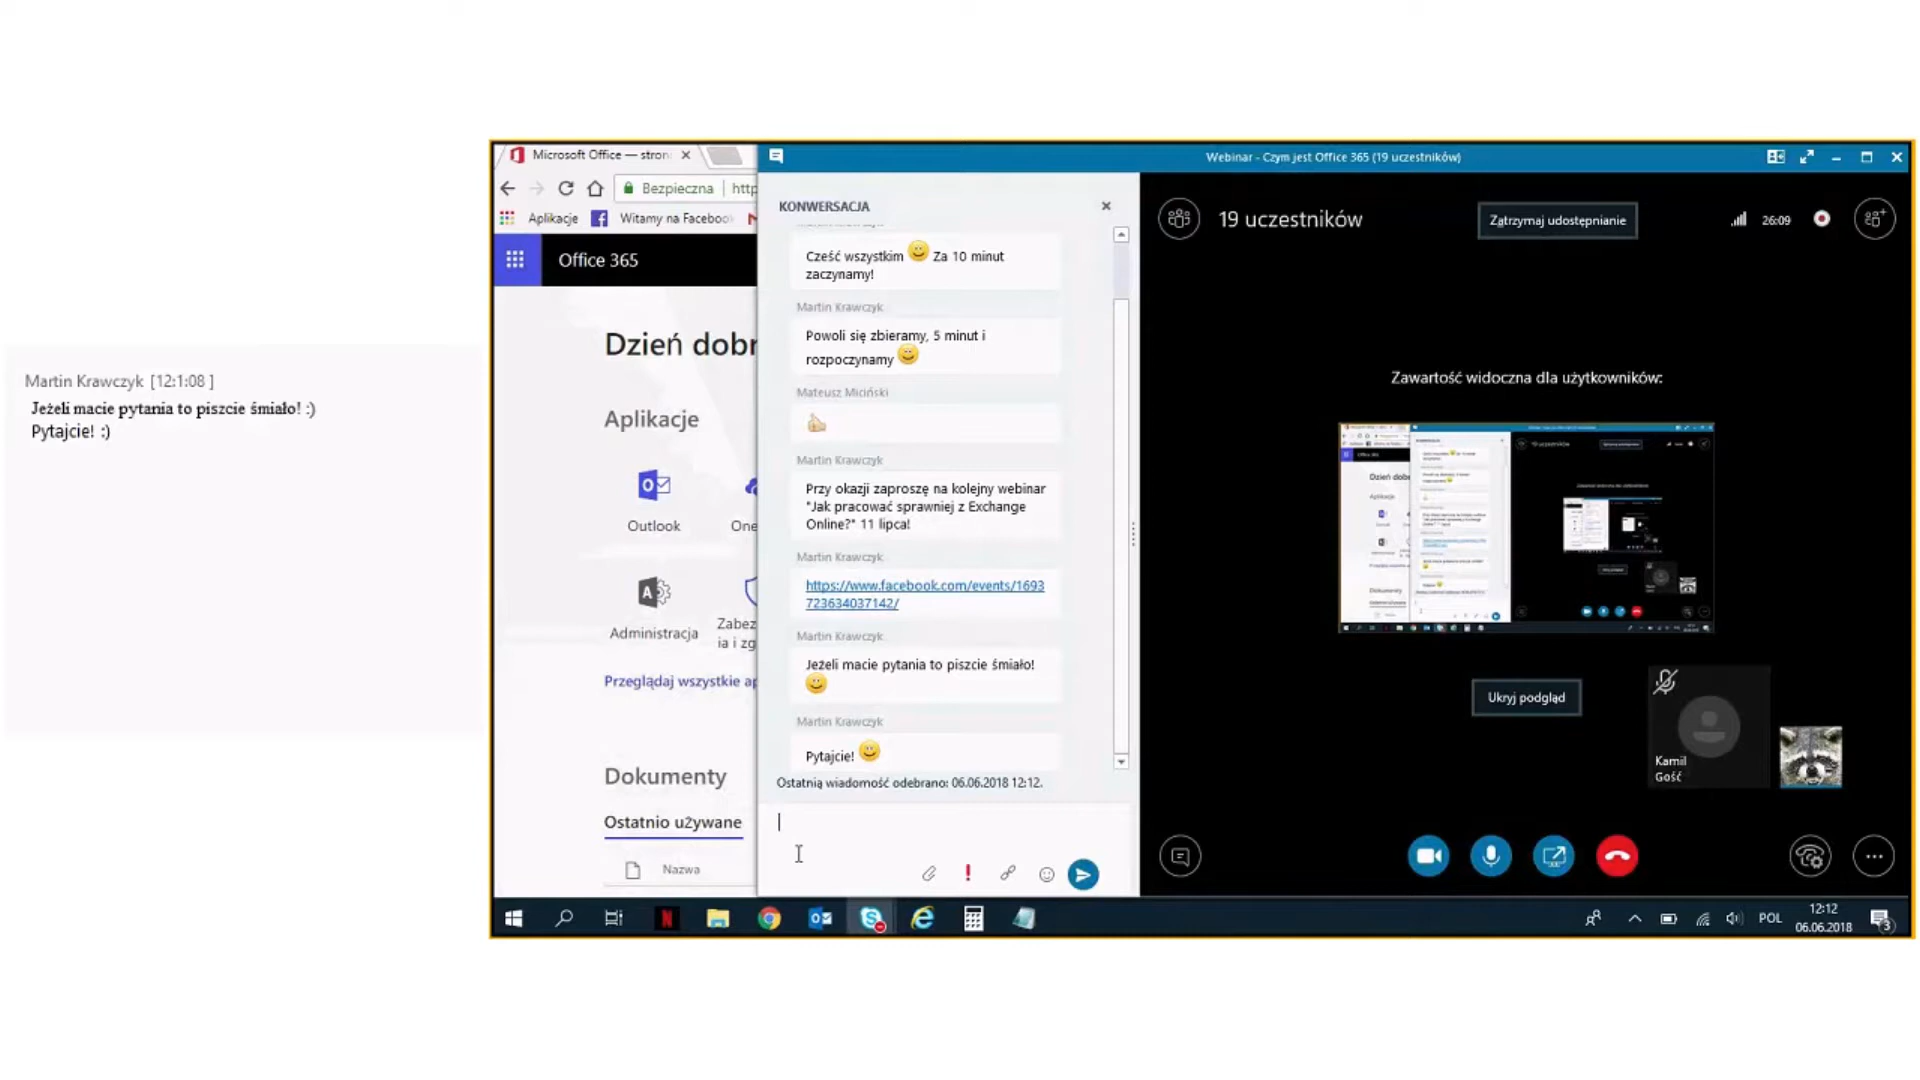 Martin Krawczyk [12:1:08 ]
Jeżeli macie pytania to piszcie śmiało! :)
Pytajcie! :)
Microsoft Office — stron
Bezpieczna
http
Aplikacje
Witamy na Faceboo
Office 365
Dzień dobr
Aplikacje
Outlook
One
Administracja
Zabez
ia i zg
Przeglądaj wszystkie ap
Dokumenty
Ostatnio używane
Nazwa
Webinar - Czym jest Office 365 (19 uczestników)
KONWERSACJA
Cześć wszystkim Za 10 minut
zaczynamy!
Martin Krawczyk
Powoli się zbieramy, 5 minut i
rozpoczynamy
Mateusz Miciński
Martin Krawczyk
Przy okazji zaproszę na kolejny webinar
"Jak pracować sprawniej z Exchange
Online?" 11 lipca!
Martin Krawczyk
https://www.facebook.com/events/1693
723634037142/
Martin Krawczyk
Jeżeli macie pytania to piszcie śmiało!
Martin Krawczyk
Pytajcie!
Ostatnią wiadomość odebrano: 06.06.2018 12:12.
19 uczestników
Zatrzymaj udostępnianie
26:09
Zawartość widoczna dla użytkowników:
Ukryj podgląd
Kamil
Gość
POL
12:12
06.06.2018
3